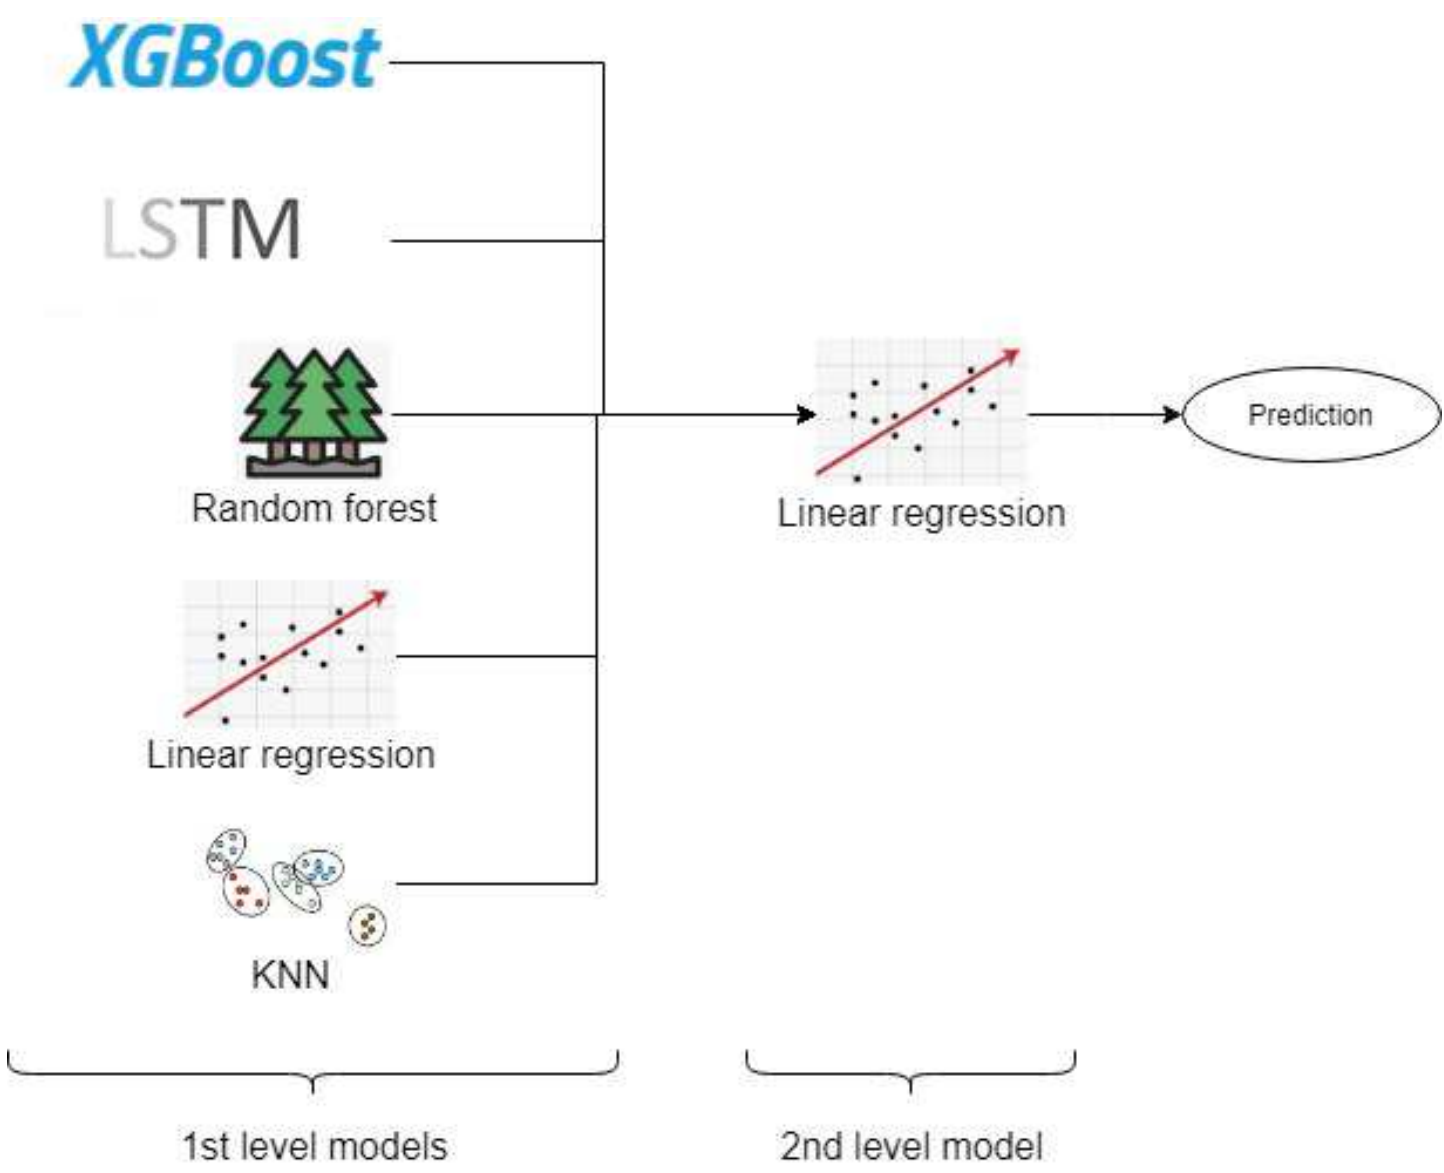 XGBoost
LSTM
Random forest
Linear regression
Prediction
Linear regression
KNN
1st level models
2nd level model